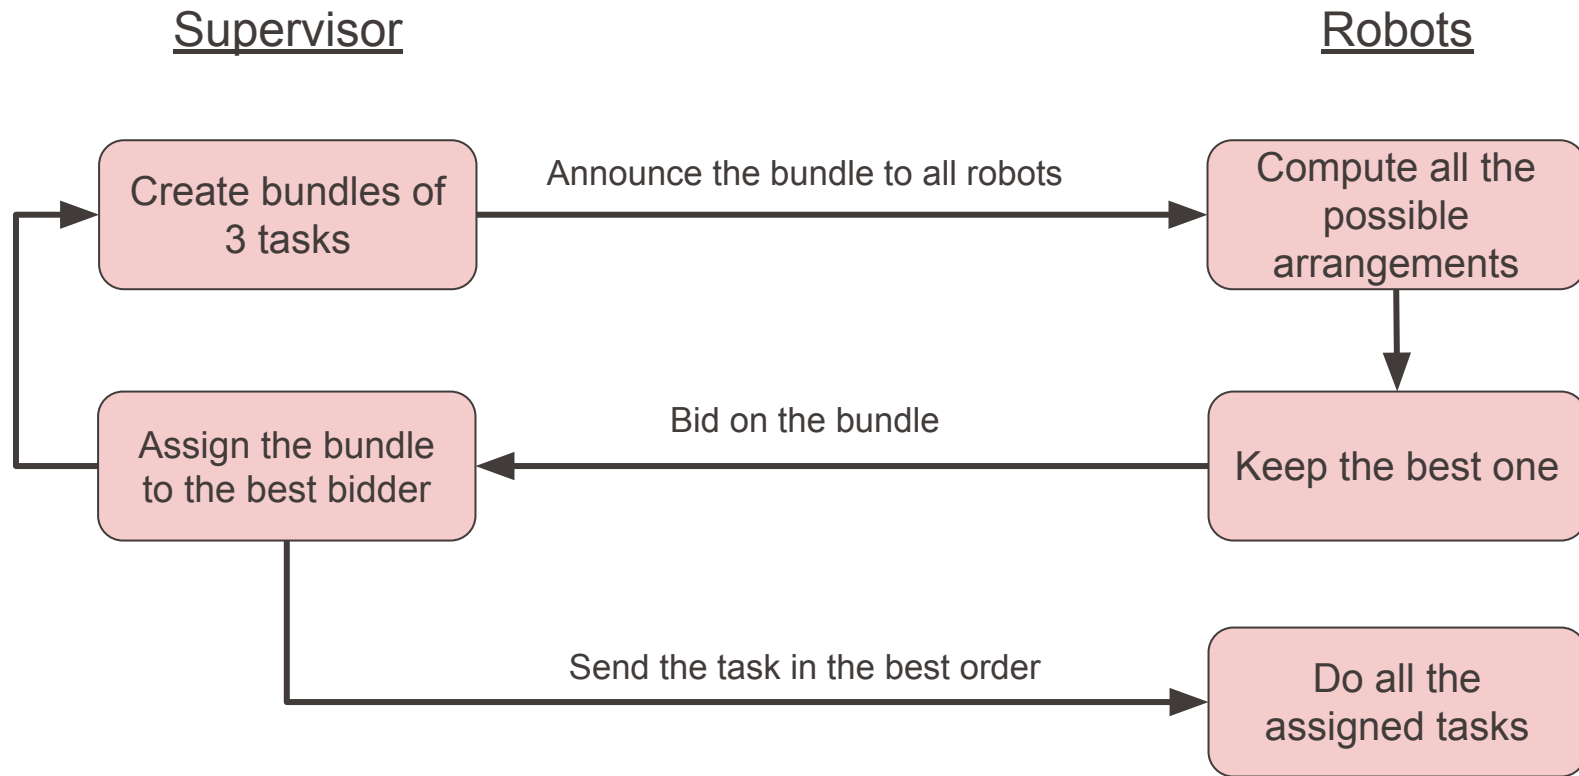 Supervisor
Robots
Create bundles of
3 tasks
Announce the bundle to all robots
Compute all the
possible
arrangements
Assign the bundle
to the best bidder
Bid on the bundle
Keep the best one
Send the task in the best order
Do all the
assigned tasks